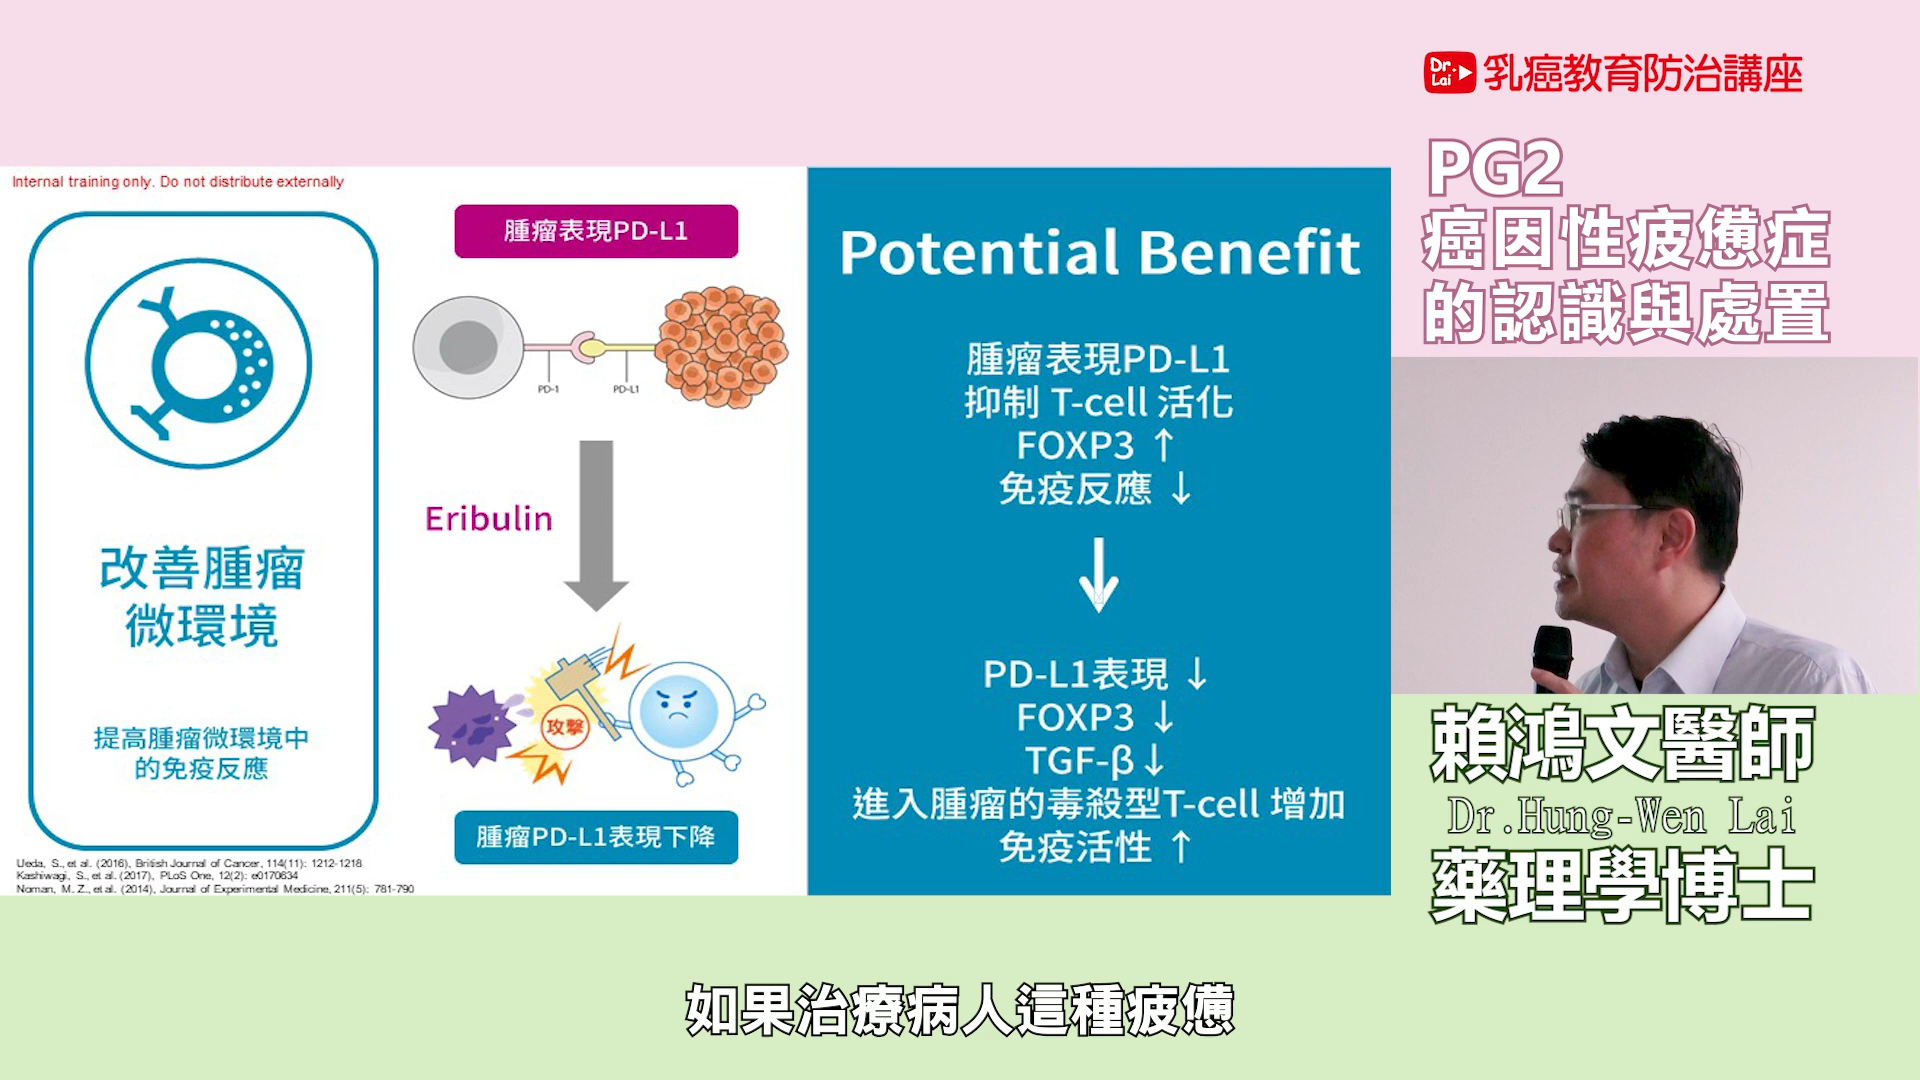 Dr. Lai 乳癌教育防治講座
PG2
癌因性疲憊症
的認識與處置
Internal training only. Do not distribute externally
改善腫瘤
微環境
提高腫瘤微環境中
的免疫反應
腫瘤表現PD-L1
PD-1
PD-L1
Eribulin
攻擊
腫瘤PD-L1表現下降
Ueda, S., et al. (2016), British Journal of Cancer, 114(11): 1212-1218
Kashiwagi, S., et al. (2017), PLoS One, 12(2): e0170634
Noman, M. Z., et al. (2014), Journal of Experimental Medicine, 211(5): 781-790
Potential Benefit
腫瘤表現PD-L1
抑制 T-cell 活化
FOXP3 ↑
免疫反應 ↓
↓
PD-L1表現 ↓
FOXP3 ↓
TGF-β↓
進入腫瘤的毒殺型T-cell 增加
免疫活性 ↑
賴鴻文醫師
Dr.Hung-Wen Lai
藥理學博士
如果治療病人這種疲憊